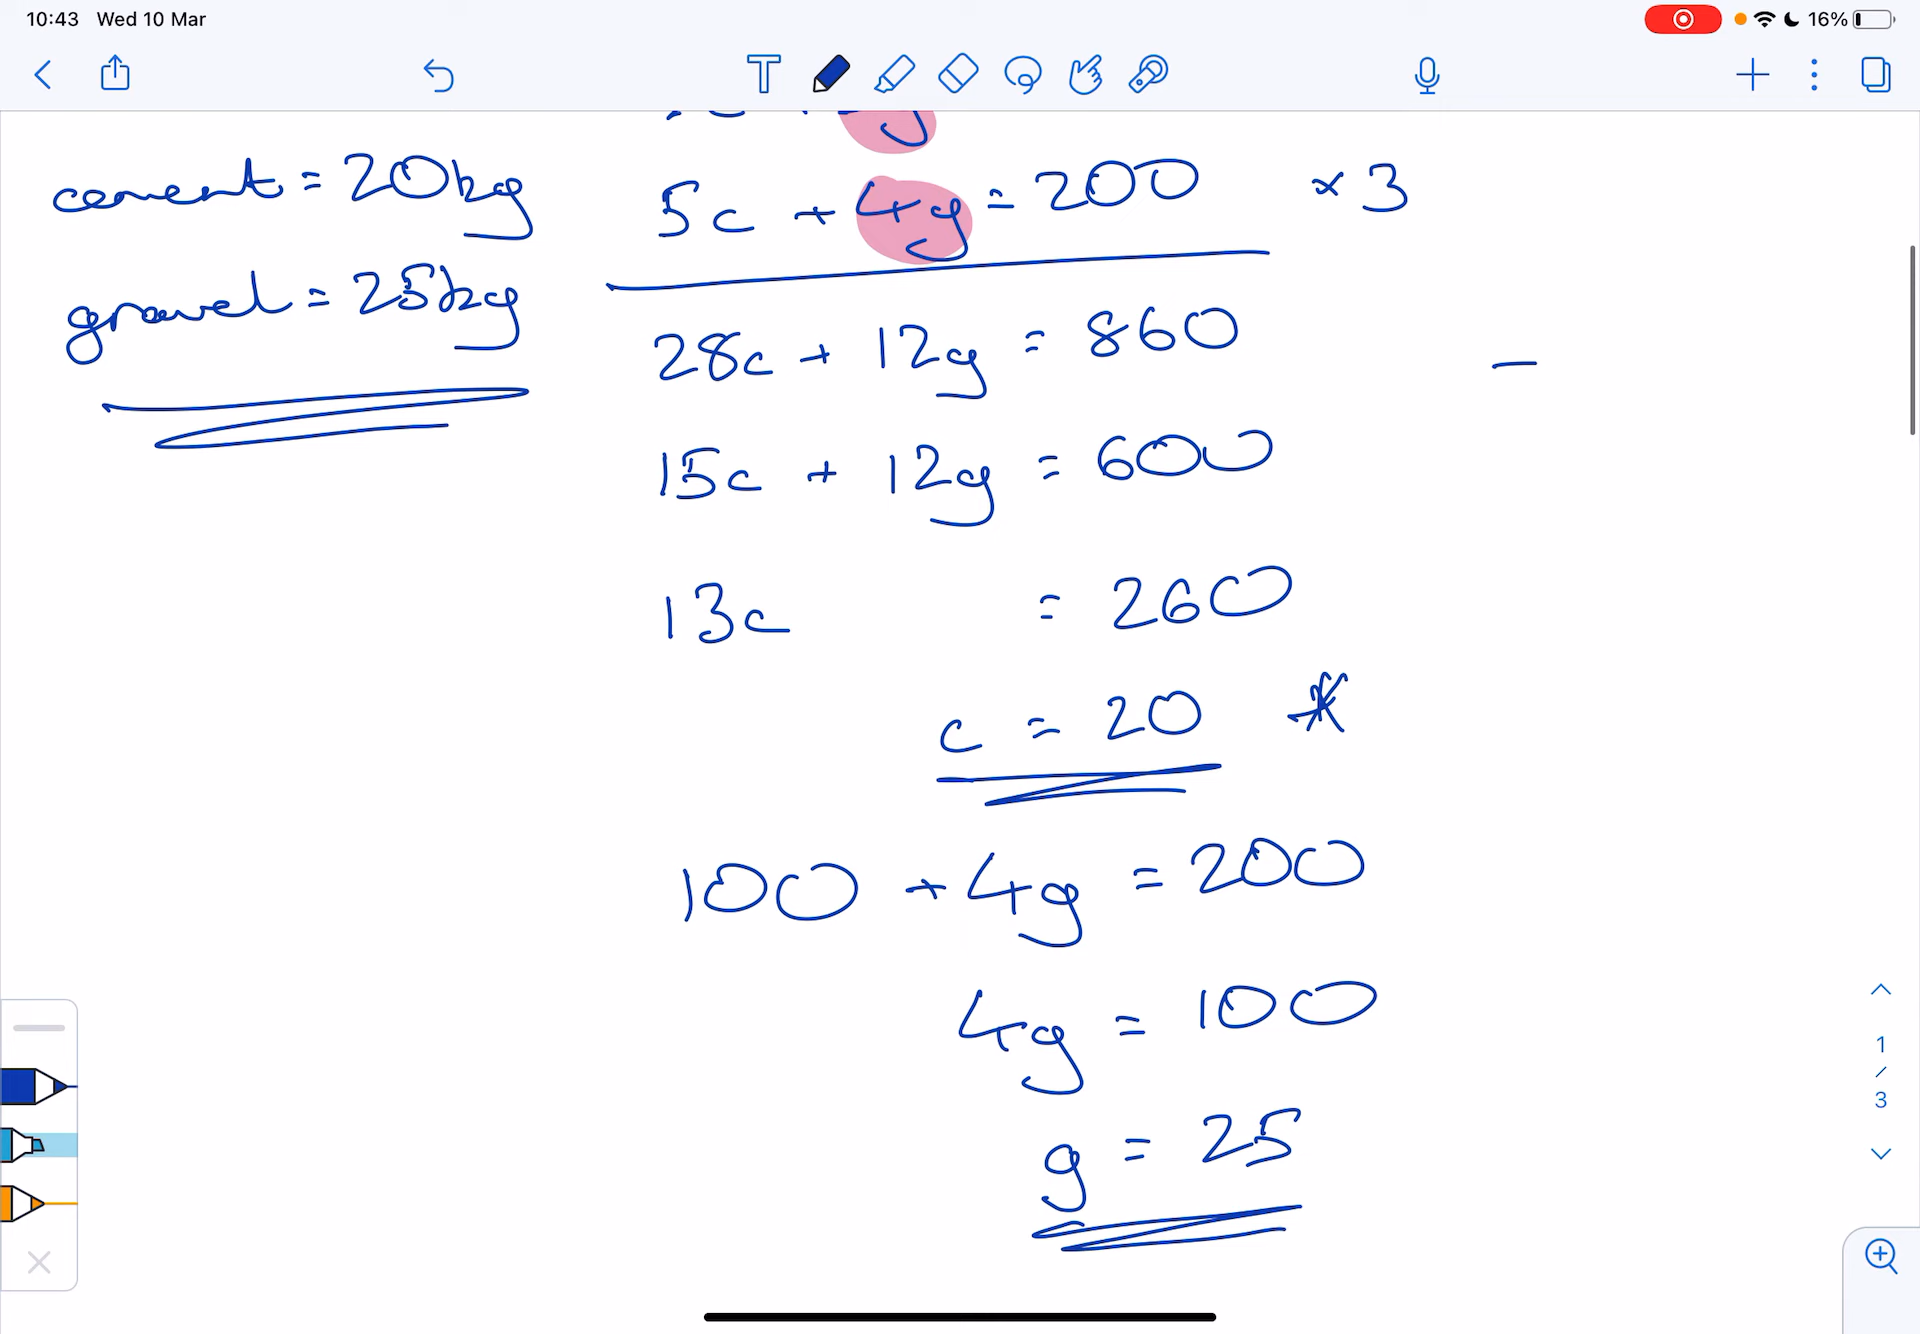 10:43 Wed 10 Mar
16%
T
cement = 20kg
gravel = 25kg
5c + 4g = 200 × 3
28c + 12g = 860 —
15c + 12g = 600
13c = 260
c = 20 *
100 + 4g = 200
4g = 100
g = 25
1
/
3